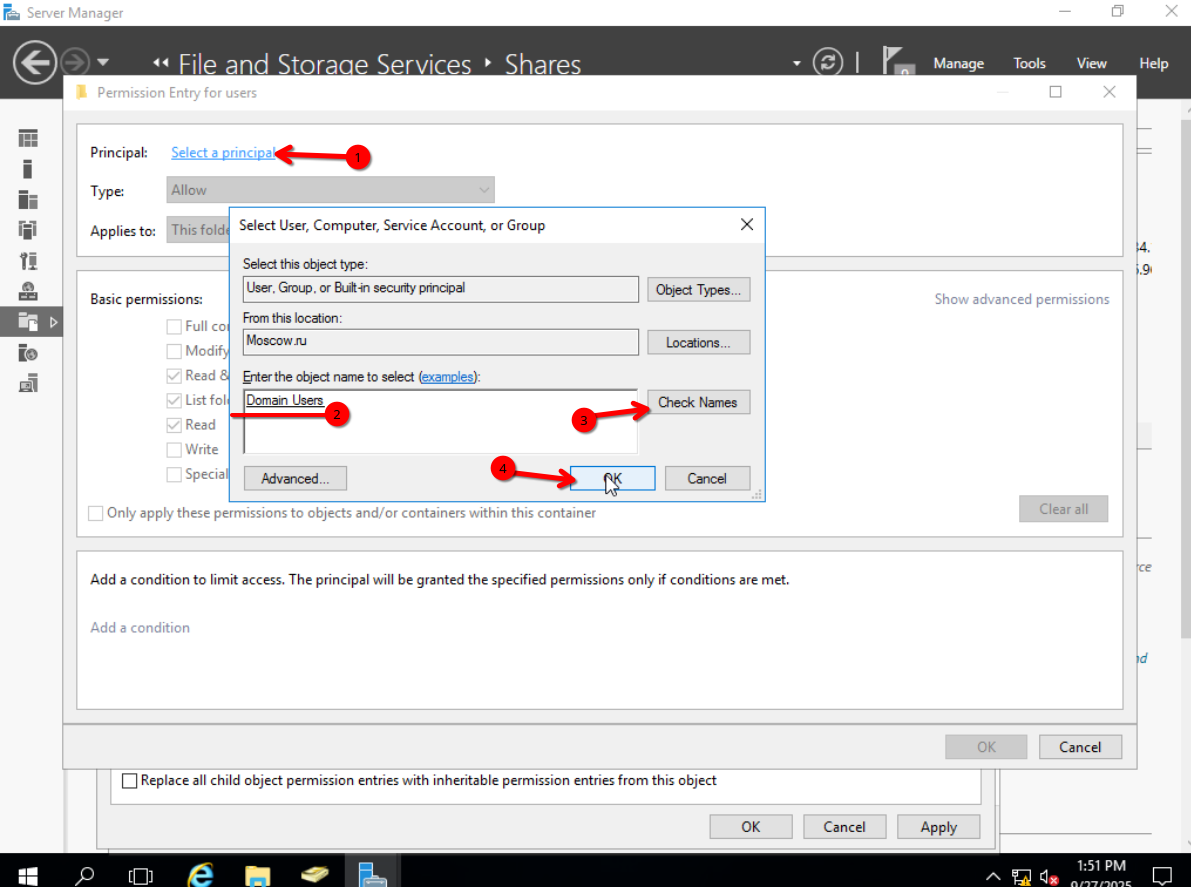 Server Manager
File and Storage Services Shares
Manage Tools View Help
Permission Entry for users
Principal: Select a principal 1
Type: Allow
Applies to: This
Select User, Computer, Service Account, or Group
Select this object type:
User, Group, or Built-in security principal
Object Types...
From this location:
Moscow.ru
Locations...
Enter the object name to select (examples):
Domain Users 2
3 Check Names
4
Advanced... OK Cancel
Basic permissions:
Show advanced permissions
Full
Modify
Read &
List
Read
Write
Special
Only apply these permissions to objects and/or containers within this container
Clear all
Add a condition to limit access. The principal will be granted the specified permissions only if conditions are met.
Add a condition
OK Cancel
Replace all child object permission entries with inheritable permission entries from this object
OK Cancel Apply
1:51 PM
9/27/2025